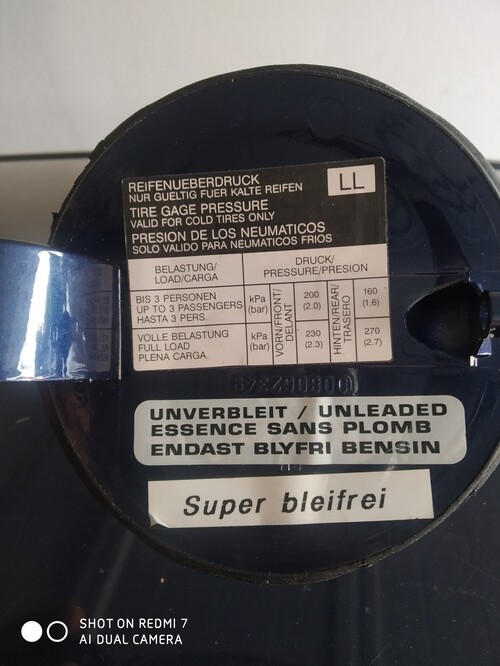 REIFENUEBERDRUCK
NUR GUELTIG FUER KALTE REIFEN
LL
TIRE GAGE PRESSURE
VALID FOR COLD TIRES ONLY
PRESION DE LOS NEUMATICOS
SOLO VALIDO PARA NEUMATICOS FRIOS
BELASTUNG/
LOAD/CARGA
DRUCK/
PRESSURE/PRESION
BIS 3 PERSONEN
UP TO 3 PASSENGERS
HASTA 3 PERS.
kPa
(bar)
VORN/FRONT/
DELANT
200
(2.0)
HINTEN/REAR/
TRASERO
160
(1.6)
VOLLE BELASTUNG
FULL LOAD
PLENA CARGA
kPa
(bar)
230
(2.3)
270
(2.7)
UNVERBLEIT / UNLEADED
ESSENCE SANS PLOMB
ENDAST BLYFRI BENSIN
Super bleifrei
SHOT ON REDMI 7
AI DUAL CAMERA